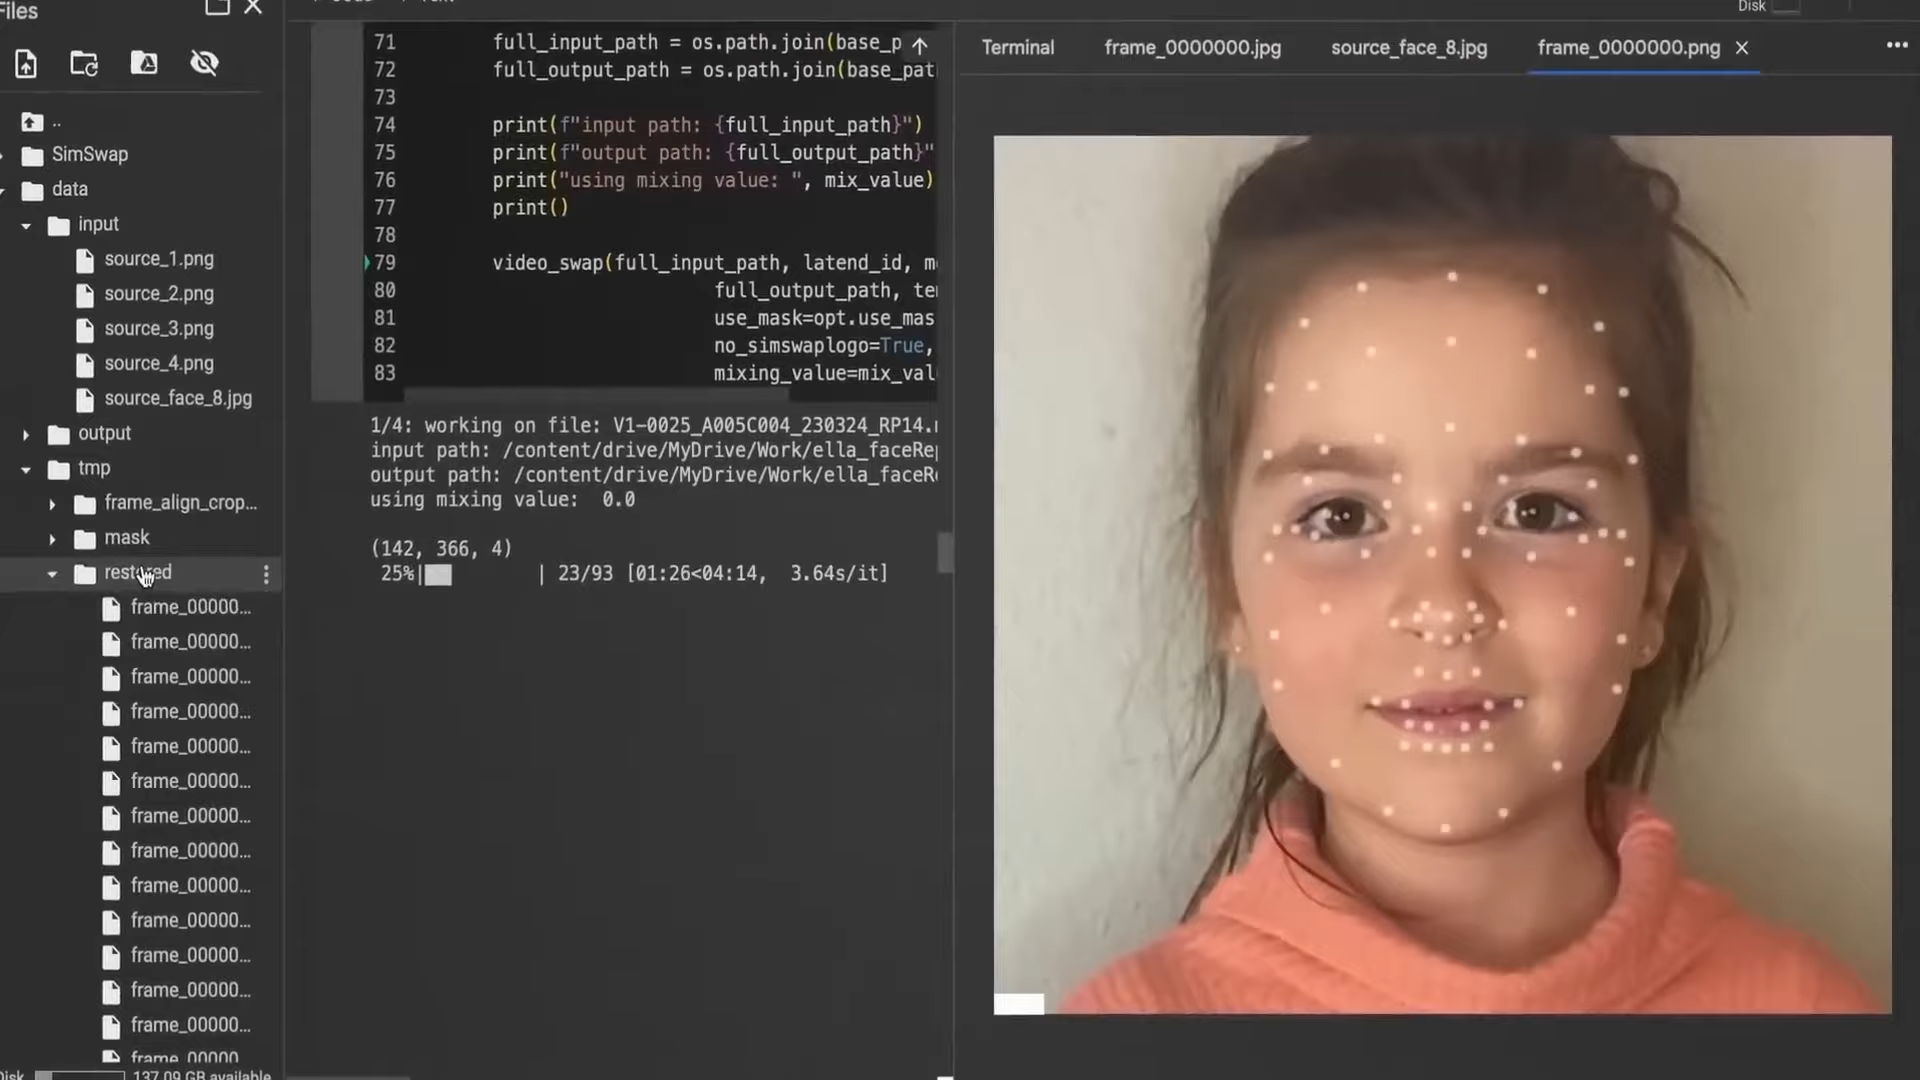 Files
..
SimSwap
data
input
source_1.png
source_2.png
source_3.png
source_4.png
source_face_8.jpg
output
tmp
frame_align_crop...
mask
restored
frame_00000...
frame_00000...
frame_00000...
frame_00000...
frame_00000...
frame_00000...
frame_00000...
frame_00000...
frame_00000...
frame_00000...
frame_00000...
frame_00000...
frame_00000...
frame_00000
Disk 137.09 GB available
71 full_input_path = os.path.join(base_p
72 full_output_path = os.path.join(base_pat
73
74 print(f"input path: {full_input_path}")
75 print(f"output path: {full_output_path}"
76 print("using mixing value: ", mix_value)
77 print()
78
79 video_swap(full_input_path, latend_id, m
80 full_output_path, te
81 use_mask=opt.use_mas
82 no_simswaplogo=True,
83 mixing_value=mix_val
1/4: working on file: V1-0025_A005C004_230324_RP14.
input path: /content/drive/MyDrive/Work/ella_faceRe
output path: /content/drive/MyDrive/Work/ella_faceRe
using mixing value: 0.0
(142, 366, 4)
25%| | 23/93 [01:26<04:14, 3.64s/it]
Disk
Terminal frame_0000000.jpg source_face_8.jpg frame_0000000.png